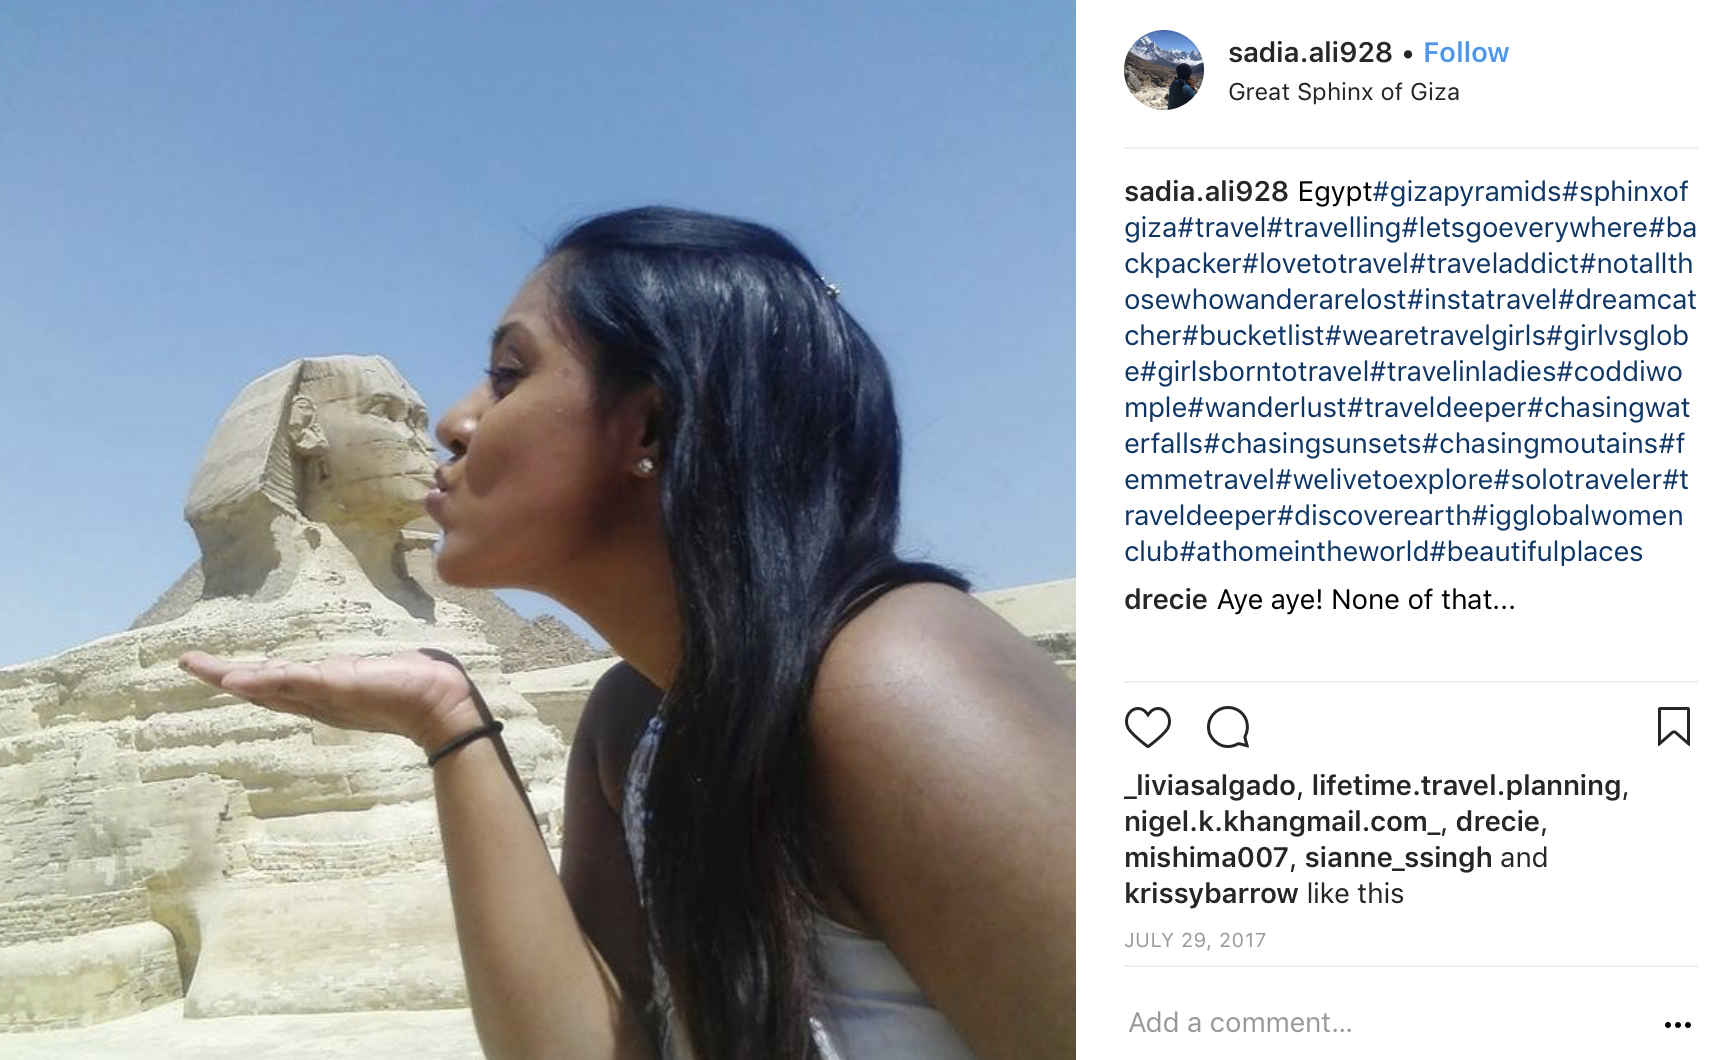 sadia.ali928 • Follow
Great Sphinx of Giza
sadia.ali928 Egypt#gizapyramids#sphinxof
giza#travel#travelling#letsgoeverywhere#ba
ckpacker#lovetotravel#traveladdict#notallth
osewhowanderarelost#instatravel#dreamcat
cher#bucketlist#wearetravelgirls#girlvsglob
e#girlsborntotravel#travelinladies#coddiwo
mple#wanderlust#traveldeeper#chasingwat
erfalls#chasingsunsets#chasingmoutains#f
emmetravel#welivetoexplore#solotraveler#t
raveldeeper#discoverearth#igglobalwomen
club#athomeintheworld#beautifulplaces
drecie Aye aye! None of that...
_liviasalgado, lifetime.travel.planning,
nigel.k.khangmail.com_, drecie,
mishima007, sianne_ssingh and
krissybarrow like this
JULY 29, 2017
Add a comment...